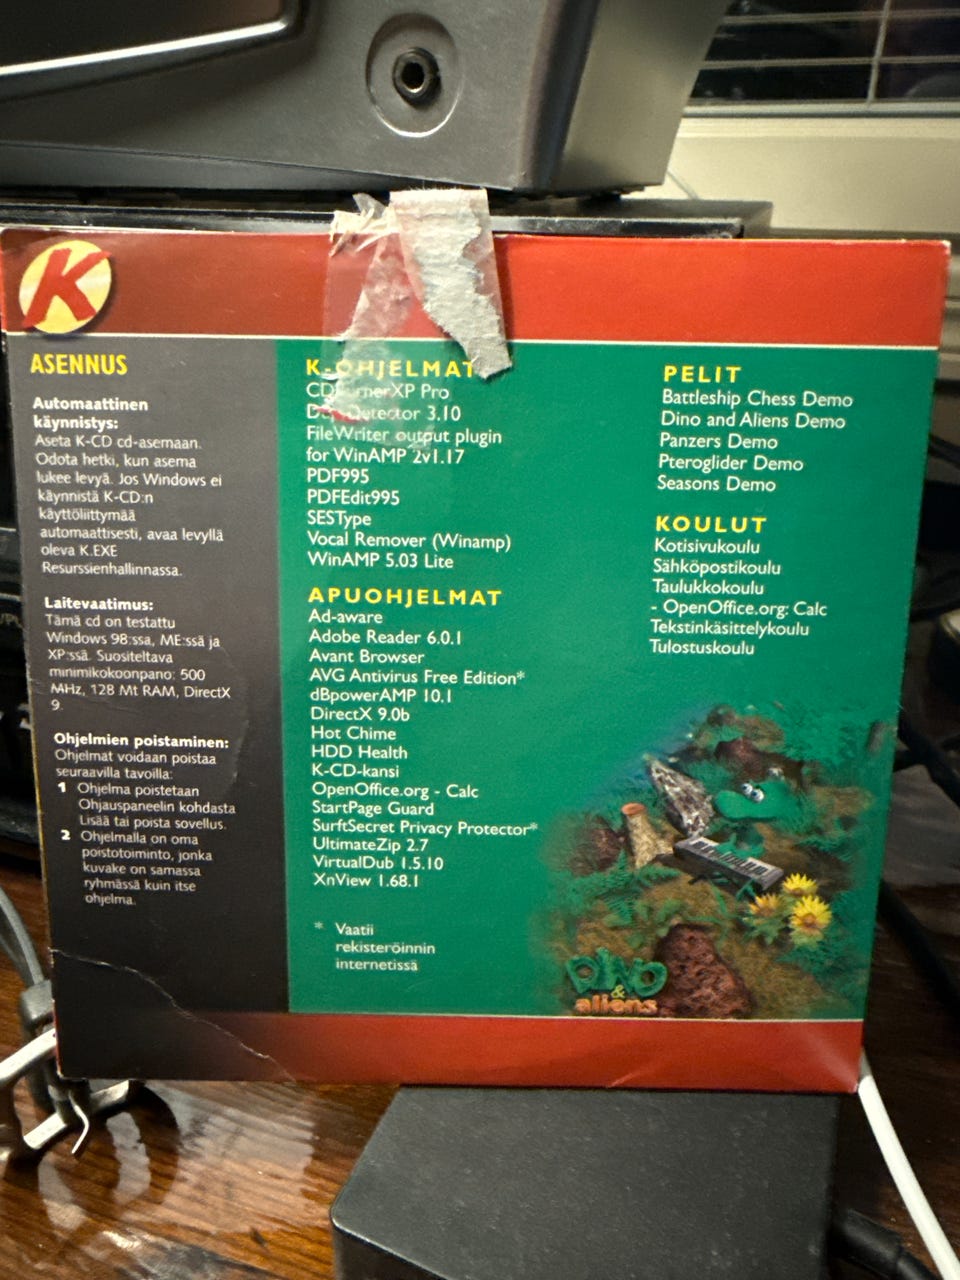 K
ASENNUS
Automaattinen
käynnistys:
Aseta K-CD cd-asemaan.
Odota hetki, kun asema
lukee levyä. Jos Windows ei
käynnistä K-CD:n
käyttöliittymää
automaattisesti, avaa levyllä
oleva K.EXE
Resurssienhallinnassa.
Laitevaatimus:
Tämä cd on testattu
Windows 98:ssa, ME:ssä ja
XP:ssä. Suositeltava
minimikokoonpano: 500
MHz, 128 Mt RAM, DirectX
9.
Ohjelmien poistaminen:
Ohjelmat voidaan poistaa
seuraavilla tavoilla:
1 Ohjelma poistetaan
Ohjauspaneelin kohdasta
Lisää tai poista sovellus.
2 Ohjelmalla on oma
poistotoiminto, jonka
kuvake on samassa
ryhmässä kuin itse
ohjelma.
K-OHJELMAT
CDBurnerXP Pro
Detector 3.10
FileWriter output plugin
for WinAMP 2v1.17
PDF995
PDFEdit995
SESType
Vocal Remover (Winamp)
WinAMP 5.03 Lite
APUOHJELMAT
Ad-aware
Adobe Reader 6.0.1
Avant Browser
AVG Antivirus Free Edition*
dBpowerAMP 10.1
DirectX 9.0b
Hot Chime
HDD Health
K-CD-kansi
OpenOffice.org - Calc
StartPage Guard
SurftSecret Privacy Protector*
UltimateZip 2.7
VirtualDub 1.5.10
XnView 1.68.1
* Vaatii
rekisteröinnin
internetissä
PELIT
Battleship Chess Demo
Dino and Aliens Demo
Panzers Demo
Pteroglider Demo
Seasons Demo
KOULUT
Kotisivukoulu
Sähköpostikoulu
Taulukkokoulu
- OpenOffice.org: Calc
Tekstinkäsittelykoulu
Tulostuskoulu
DINO
&
aliens